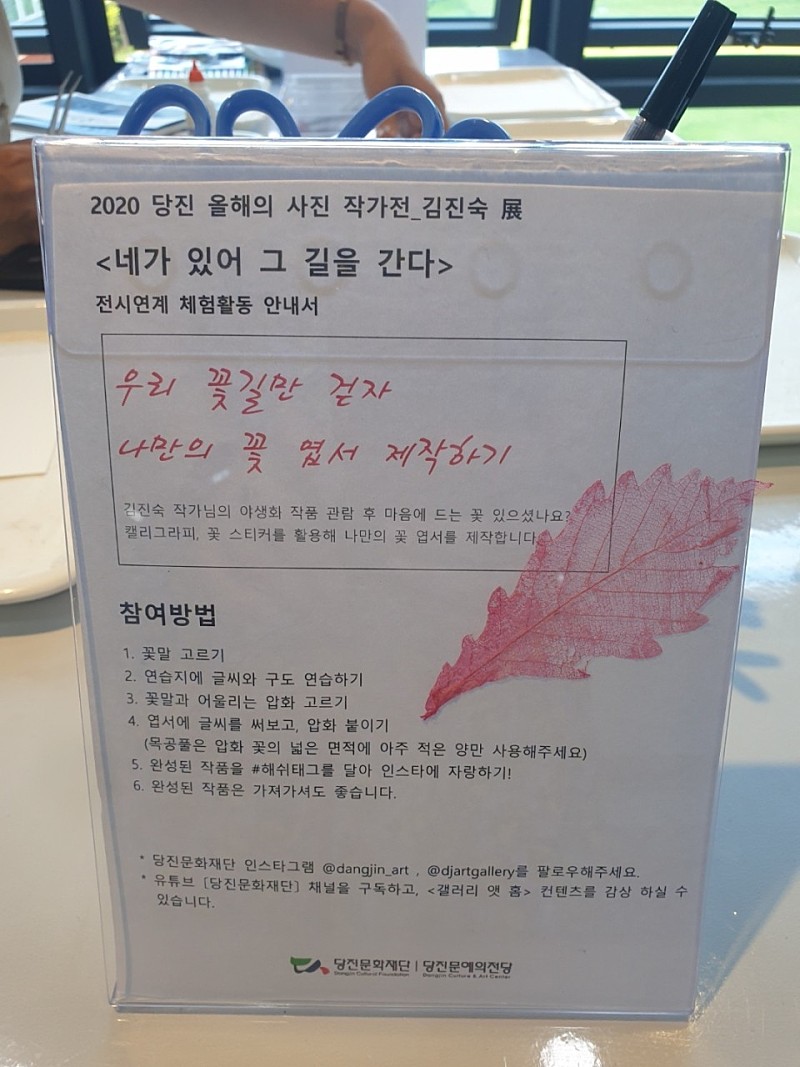 2020 당진 올해의 사진 작가전_김진숙 展
<네가 있어 그 길을 간다>
전시연계 체험활동 안내서
우리 꽃길만 걷자
나만의 꽃 엽서 제작하기
김진숙 작가님의 야생화 작품 관람 후 마음에 드는 꽃 있으셨나요?
캘리그라피, 꽃 스티커를 활용해 나만의 꽃 엽서를 제작합니다.
참여방법
1. 꽃말 고르기
2. 연습지에 글씨와 구도 연습하기
3. 꽃말과 어울리는 압화 고르기
4. 엽서에 글씨를 써보고, 압화 붙이기
(목공풀은 압화 꽃의 넓은 면적에 아주 적은 양만 사용해주세요)
5. 완성된 작품을 #해쉬태그를 달아 인스타에 자랑하기!
6. 완성된 작품은 가져가셔도 좋습니다.
* 당진문화재단 인스타그램 @dangjin_art , @djartgallery를 팔로우해주세요.
* 유튜브 [당진문화재단] 채널을 구독하고, <갤러리 앳 홈> 컨텐츠를 감상 하실 수
있습니다.
당진문화재단 | 당진문예의전당
Dangjin Cultural Foundation Dangjin Culture & Art Center